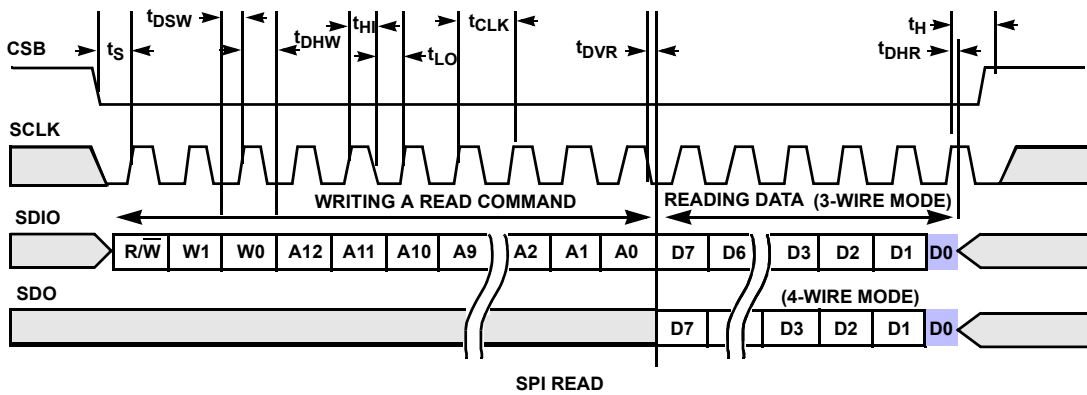 tDSW tHI tCLK tH
CSB tS tDHW tLO tDVR tDHR
SCLK
WRITING A READ COMMAND READING DATA (3-WIRE MODE)
SDIO
R/W̅ W1 W0 A12 A11 A10 A9 A2 A1 A0 D7 D6 D3 D2 D1 D0
SDO (4-WIRE MODE)
D7 D3 D2 D1 D0
SPI READ